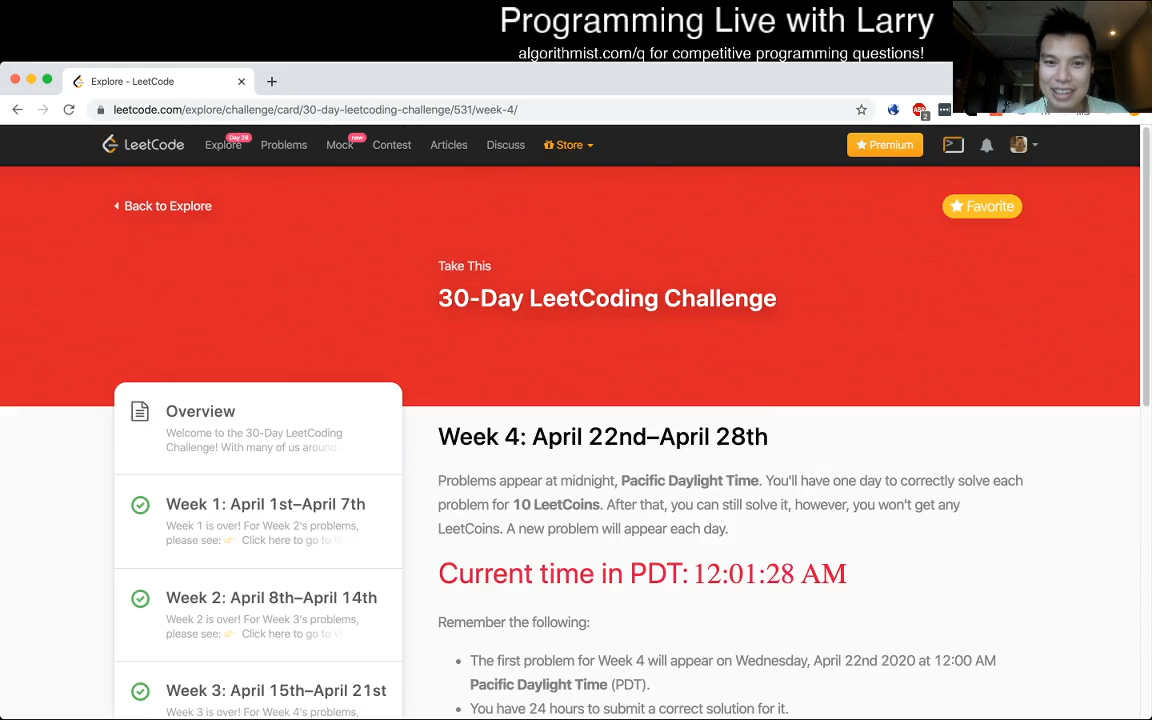 Programming Live with Larry
algorithmist.com/q for competitive programming questions!
Explore - LeetCode
leetcode.com/explore/challenge/card/30-day-leetcoding-challenge/531/week-4/
ABP
2
LeetCode
Explore
Problems
Mock
new
Contest
Articles
Discuss
Store
Premium
Back to Explore
Favorite
Take This
30-Day LeetCoding Challenge
Overview
Welcome to the 30-Day LeetCoding
Challenge! With many of us around
Week 1: April 1st–April 7th
Week 1 is over! For Week 2's problems,
please see: 👉 Click here to go to W
Week 2: April 8th–April 14th
Week 2 is over! For Week 3's problems,
please see: 👉 Click here to go to W
Week 3: April 15th–April 21st
Week 3 is over! For Week 4's problems,
Week 4: April 22nd–April 28th
Problems appear at midnight, Pacific Daylight Time. You'll have one day to correctly solve each
problem for 10 LeetCoins. After that, you can still solve it, however, you won't get any
LeetCoins. A new problem will appear each day.
Current time in PDT: 12:01:28 AM
Remember the following:
• The first problem for Week 4 will appear on Wednesday, April 22nd 2020 at 12:00 AM
Pacific Daylight Time (PDT).
• You have 24 hours to submit a correct solution for it.